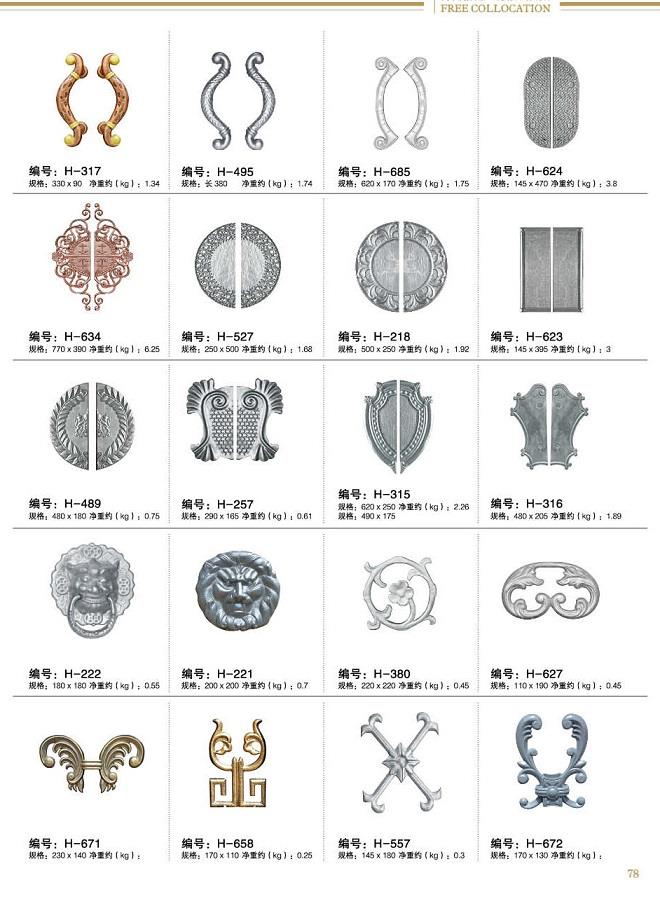 FREE COLLOCATION
编号：H-317
规格：330 x 90 净重约（kg）：1.34
编号：H-495
规格：长 380 净重约（kg）：1.74
编号：H-685
规格：620 x 170 净重约（kg）：1.75
编号：H-624
规格：145 x 470 净重约（kg）：3.8
编号：H-634
规格：770 x 390 净重约（kg）：6.25
编号：H-527
规格：250 x 500 净重约（kg）：1.68
编号：H-218
规格：500 x 250 净重约（kg）：1.92
编号：H-623
规格：145 x 395 净重约（kg）：3
编号：H-489
规格：480 x 180 净重约（kg）：0.75
编号：H-257
规格：290 x 165 净重约（kg）：0.61
编号：H-315
规格：620 x 250 净重约（kg）：2.26
规格：490 x 175
编号：H-316
规格：480 x 205 净重约（kg）：1.89
编号：H-222
规格：180 x 180 净重约（kg）：0.55
编号：H-221
规格：200 x 200 净重约（kg）：0.7
编号：H-380
规格：220 x 220 净重约（kg）：0.45
编号：H-627
规格：110 x 190 净重约（kg）：0.45
编号：H-671
规格：230 x 140 净重约（kg）：
编号：H-658
规格：170 x 110 净重约（kg）：0.25
编号：H-557
规格：145 x 180 净重约（kg）：0.3
编号：H-672
规格：170 x 130 净重约（kg）：
78